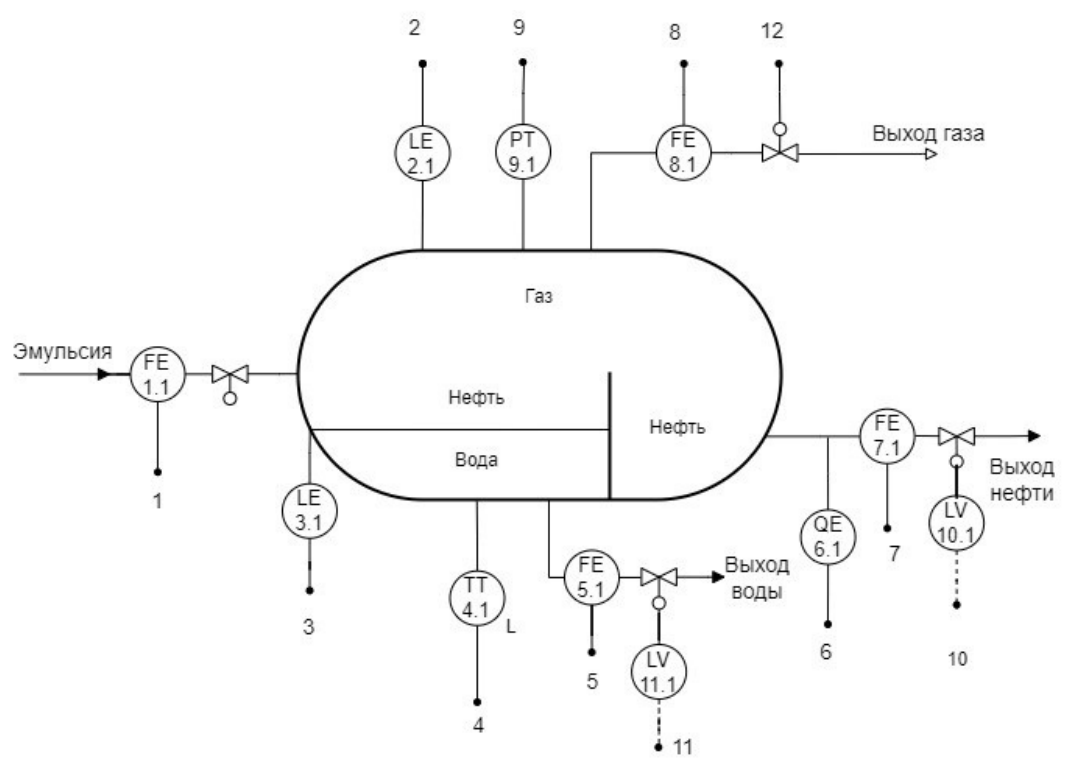 2
9
8
12
LE
2.1
PT
9.1
FE
8.1
Выход газа
Газ
Эмульсия
FE
1.1
Нефть
Нефть
Вода
FE
7.1
Выход
нефти
1
LE
3.1
QE
6.1
LV
10.1
7
TT
4.1
L
FE
5.1
Выход
воды
3
6
10
5
LV
11.1
4
11